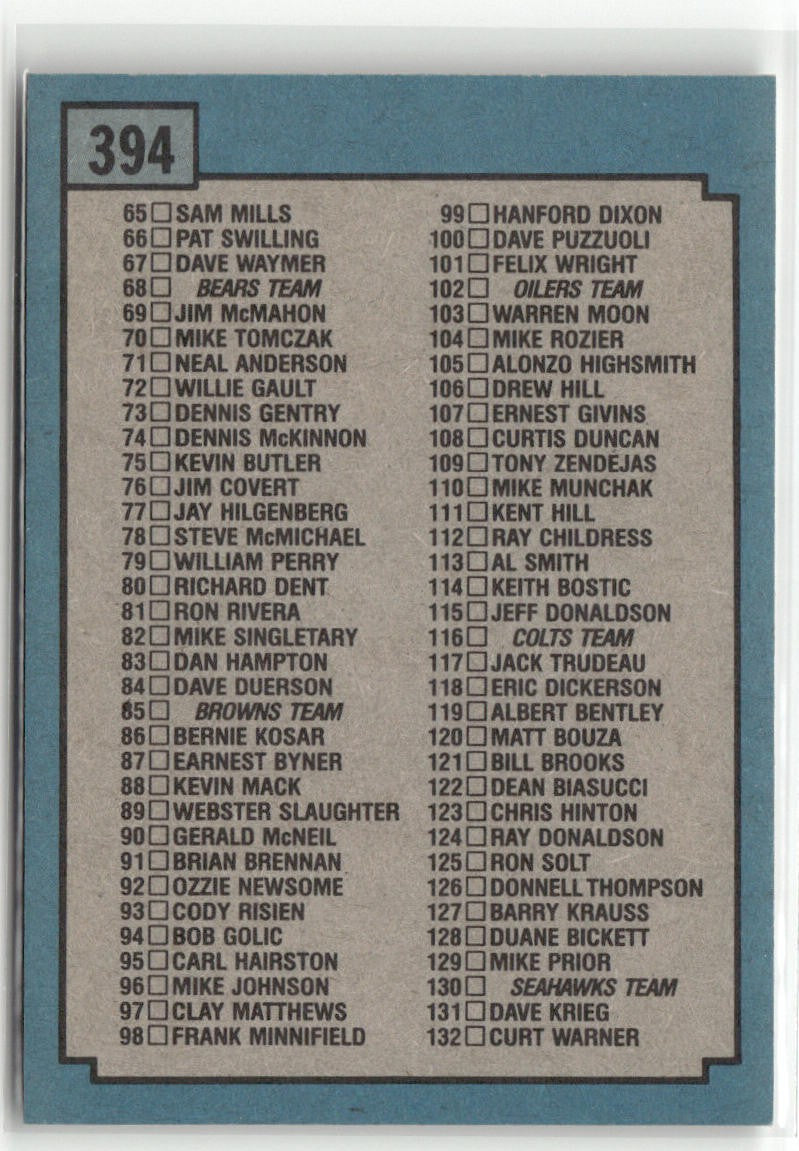 394
65☐SAM MILLS
66☐PAT SWILLING
67☐DAVE WAYMER
68☐ BEARS TEAM
69☐JIM McMAHON
70☐MIKE TOMCZAK
71☐NEAL ANDERSON
72☐WILLIE GAULT
73☐DENNIS GENTRY
74☐DENNIS McKINNON
75☐KEVIN BUTLER
76☐JIM COVERT
77☐JAY HILGENBERG
78☐STEVE McMICHAEL
79☐WILLIAM PERRY
80☐RICHARD DENT
81☐RON RIVERA
82☐MIKE SINGLETARY
83☐DAN HAMPTON
84☐DAVE DUERSON
85☐ BROWNS TEAM
86☐BERNIE KOSAR
87☐EARNEST BYNER
88☐KEVIN MACK
89☐WEBSTER SLAUGHTER
90☐GERALD McNEIL
91☐BRIAN BRENNAN
92☐OZZIE NEWSOME
93☐CODY RISIEN
94☐BOB GOLIC
95☐CARL HAIRSTON
96☐MIKE JOHNSON
97☐CLAY MATTHEWS
98☐FRANK MINNIFIELD
99☐HANFORD DIXON
100☐DAVE PUZZUOLI
101☐FELIX WRIGHT
102☐ OILERS TEAM
103☐WARREN MOON
104☐MIKE ROZIER
105☐ALONZO HIGHSMITH
106☐DREW HILL
107☐ERNEST GIVINS
108☐CURTIS DUNCAN
109☐TONY ZENDEJAS
110☐MIKE MUNCHAK
111☐KENT HILL
112☐RAY CHILDRESS
113☐AL SMITH
114☐KEITH BOSTIC
115☐JEFF DONALDSON
116☐ COLTS TEAM
117☐JACK TRUDEAU
118☐ERIC DICKERSON
119☐ALBERT BENTLEY
120☐MATT BOUZA
121☐BILL BROOKS
122☐DEAN BIASUCCI
123☐CHRIS HINTON
124☐RAY DONALDSON
125☐RON SOLT
126☐DONNELL THOMPSON
127☐BARRY KRAUSS
128☐DUANE BICKETT
129☐MIKE PRIOR
130☐ SEAHAWKS TEAM
131☐DAVE KRIEG
132☐CURT WARNER